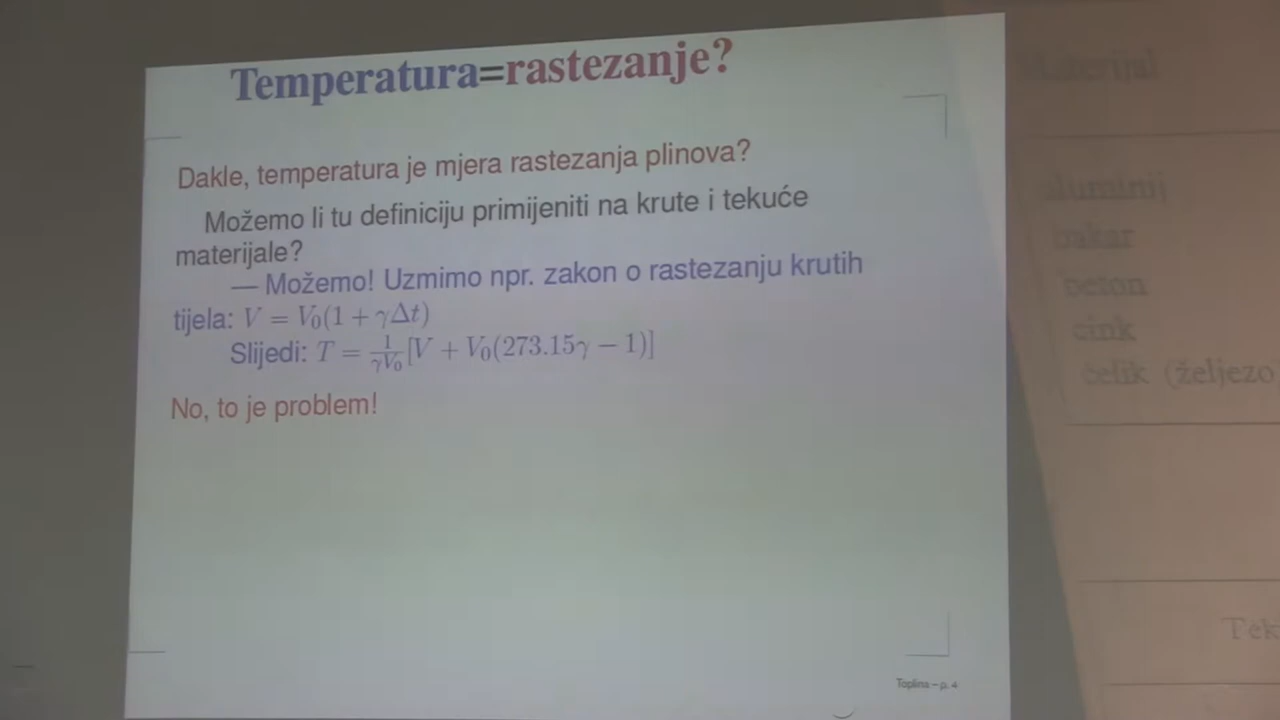 Temperatura=rastezanje?
Dakle, temperatura je mjera rastezanja plinova?
Možemo li tu definiciju primijeniti na krute i tekuće
materijale?
— Možemo! Uzmimo npr. zakon o rastezanju krutih
tijela: V = V₀(1 + γΔt)
Slijedi: T = 1/γV₀ [V + V₀(273.15γ − 1)]
No, to je problem!
Toplina – p. 4
Materijal
aluminij
bakar
beton
cink
čelik (željezo
Tek